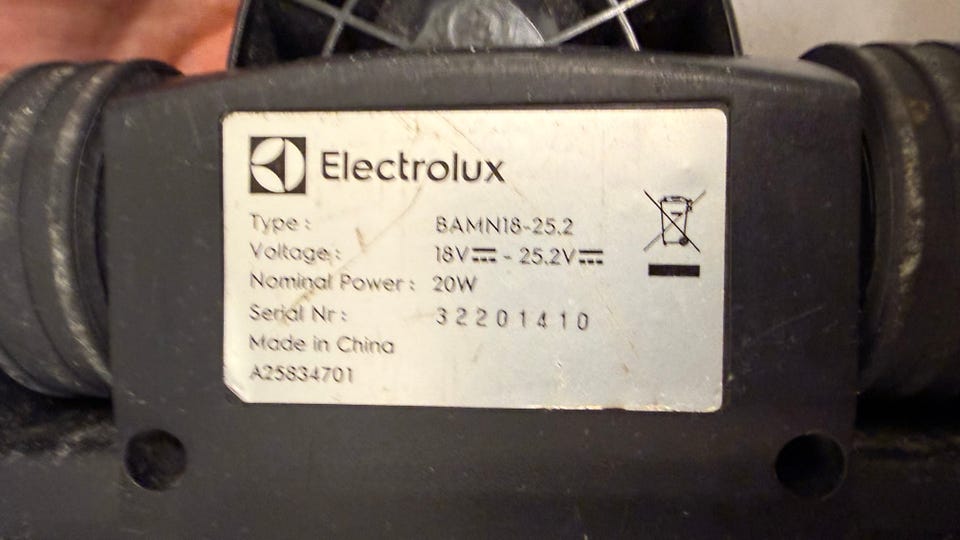 Electrolux
Type: BAMN18-25.2
Voltage: 18V⎓ - 25.2V⎓
Nominal Power: 20W
Serial Nr: 32201410
Made in China
A25834701